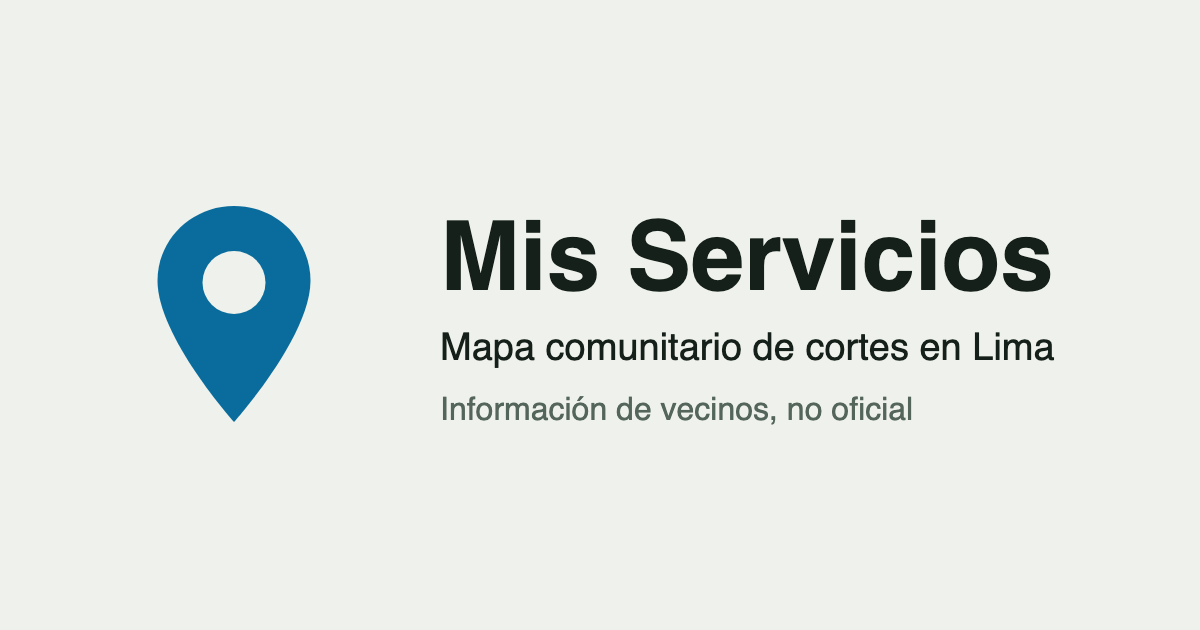 Mis Servicios
Mapa comunitario de cortes en Lima
Información de vecinos, no oficial